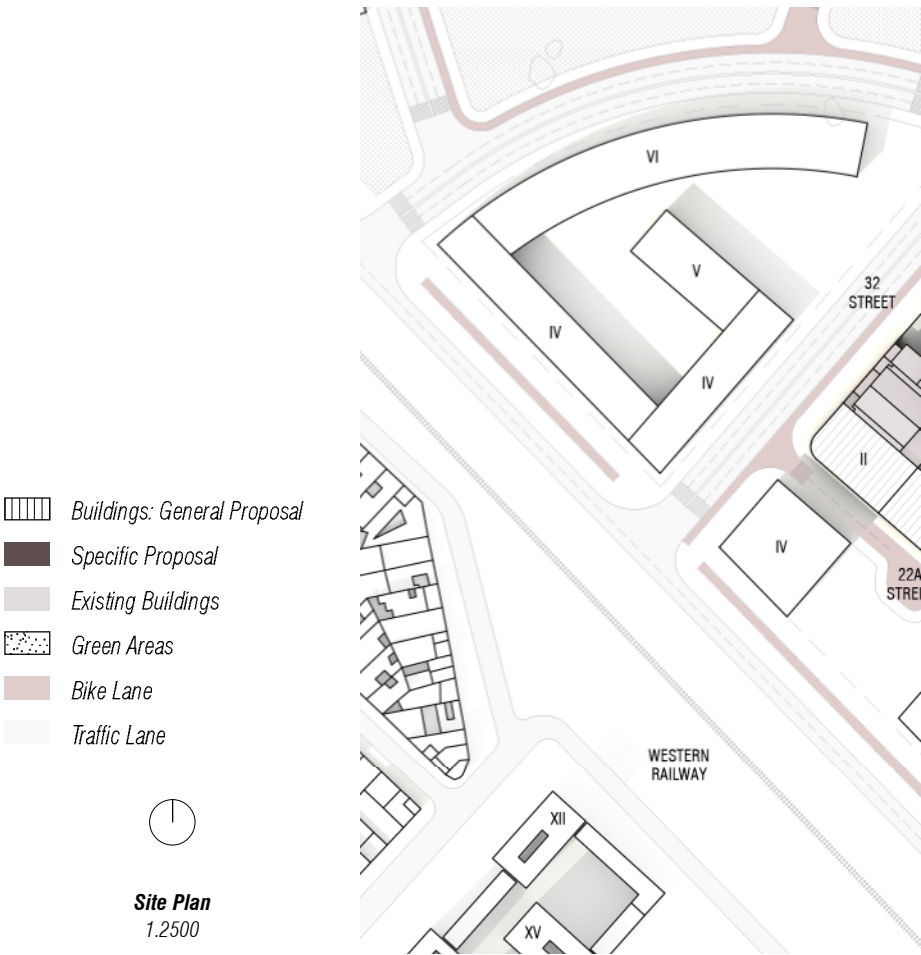 VI
V
32
STREET
IV
IV
II
Buildings: General Proposal
IV
Specific Proposal
22A
Existing Buildings
Green Areas
Bike Lane
Traffic Lane
WESTERN
RAILWAY
XII
Site Plan
1.2500
XV